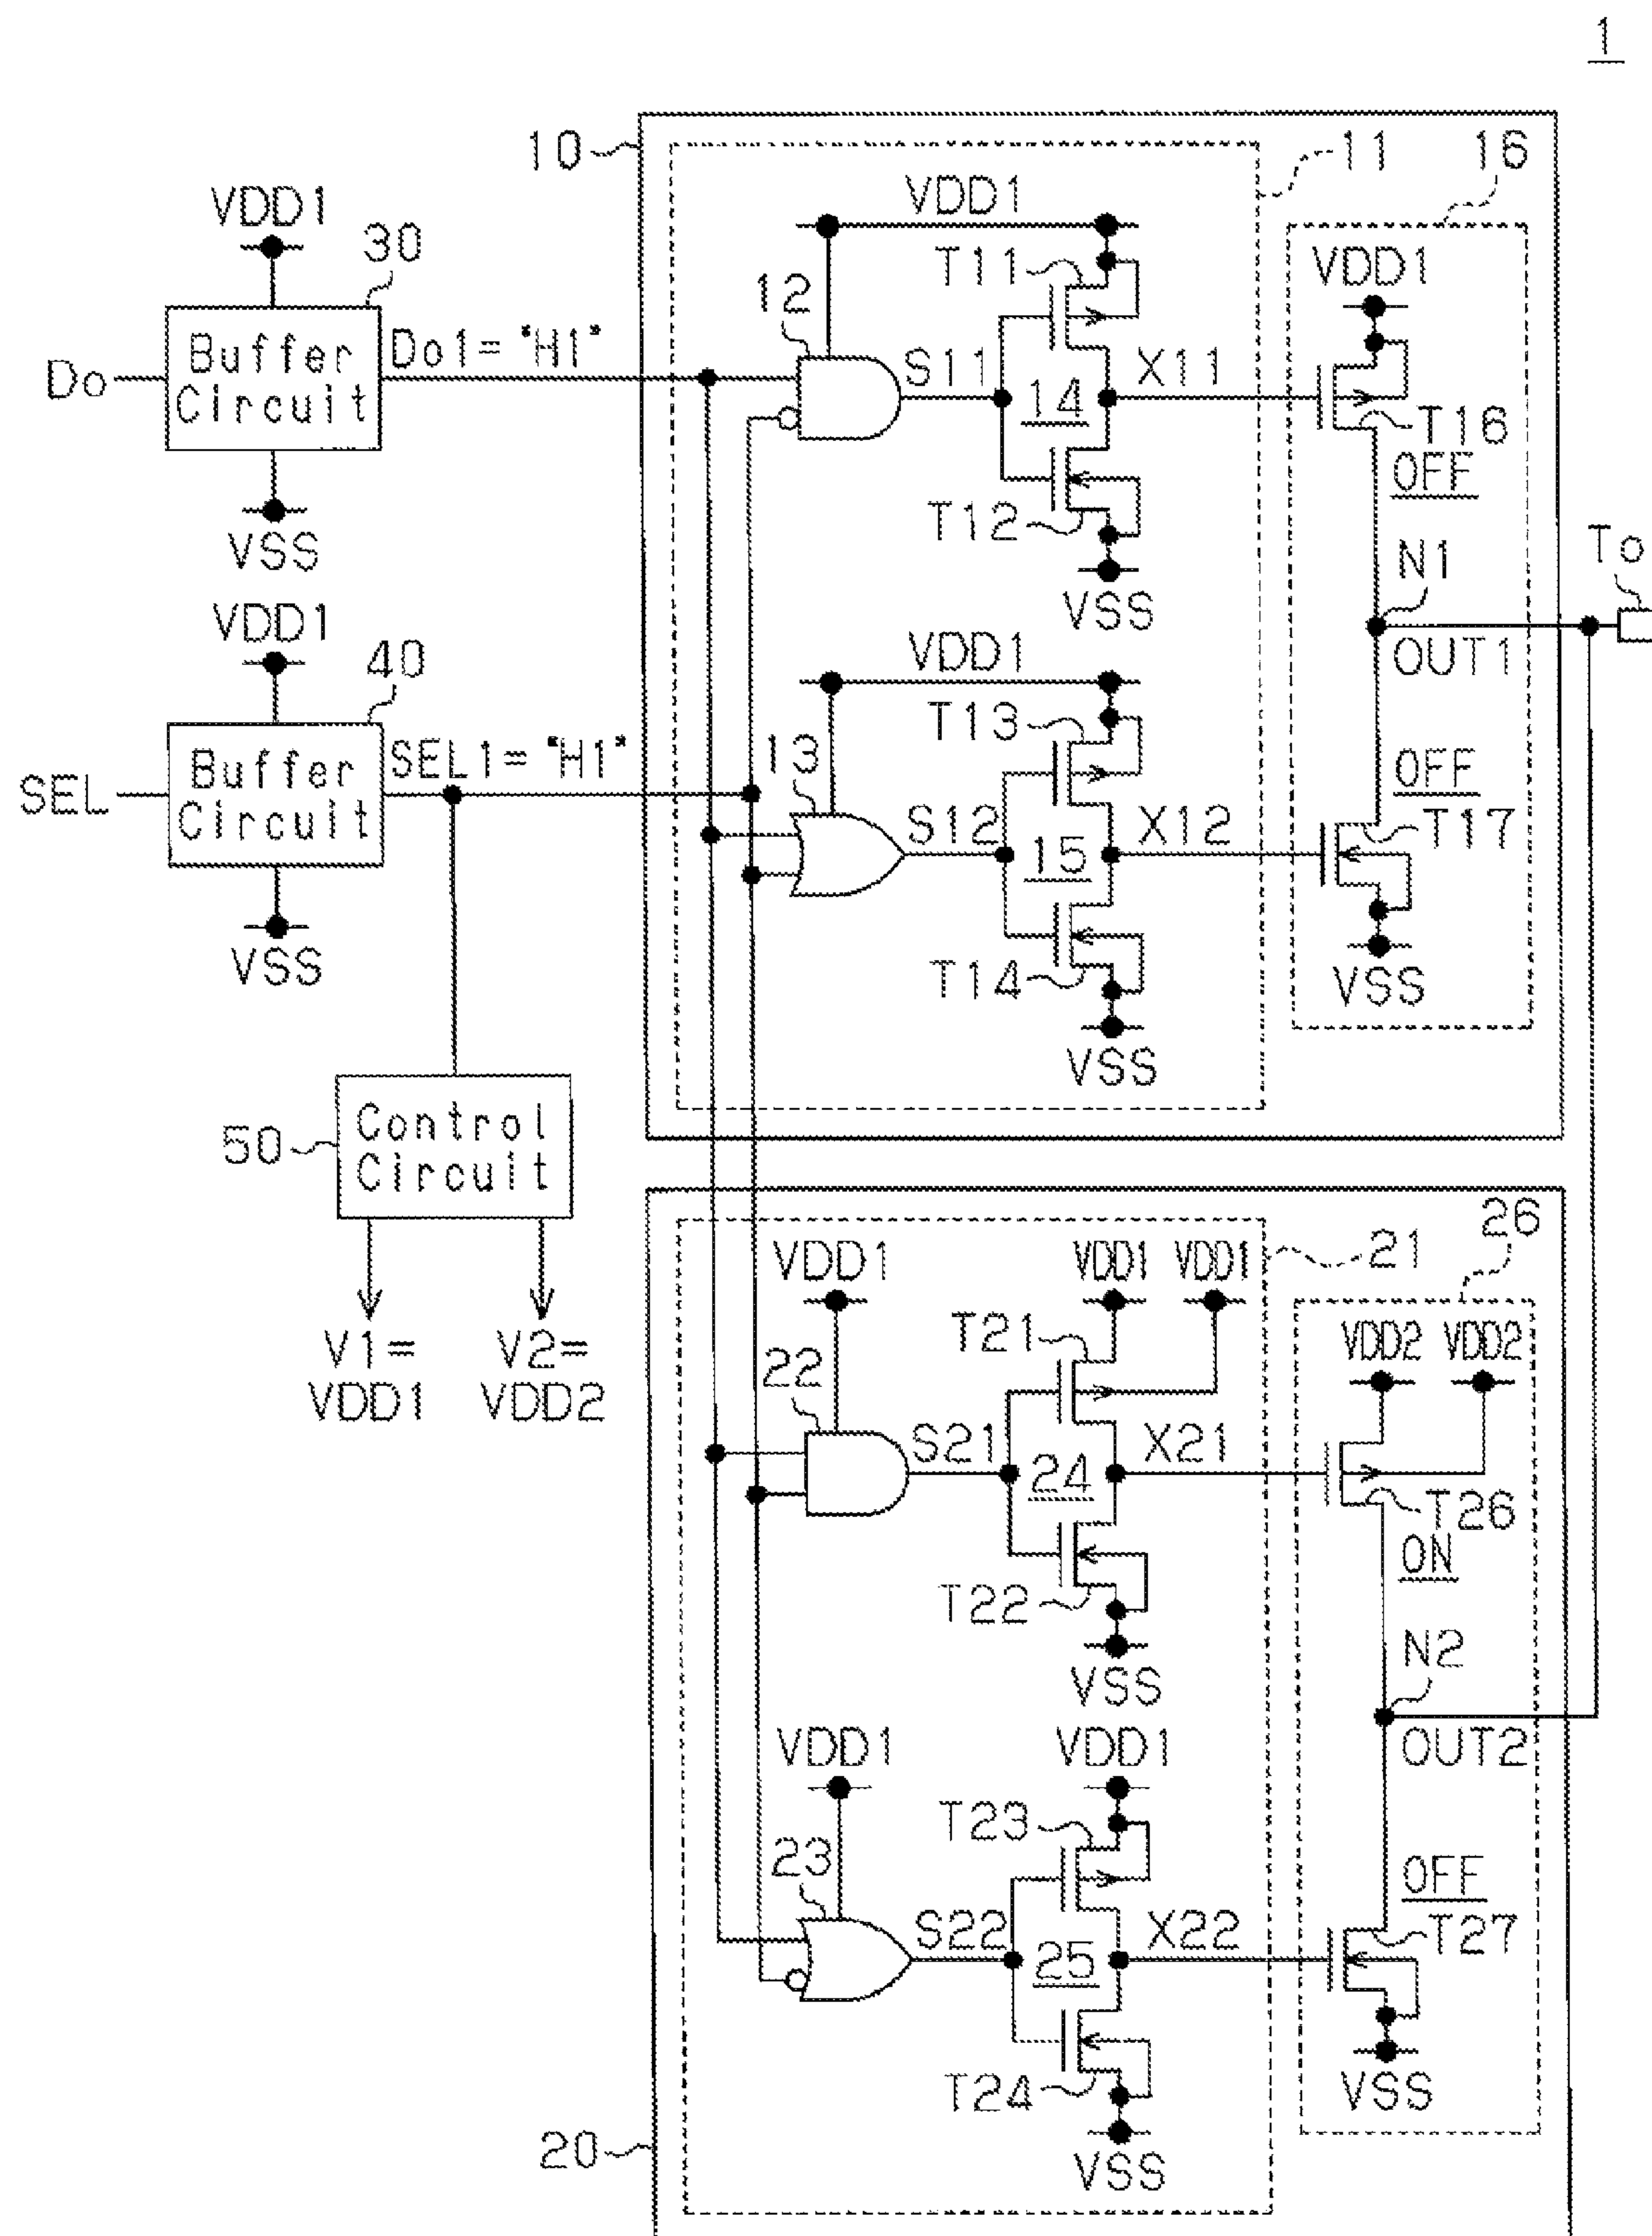 1
10
11
16
VDD1
30
Buffer
Circuit
Do
Do1="H1"
VSS
VDD1
40
Buffer
Circuit
SEL
SEL1="H1"
VSS
50
Control
Circuit
V1=
VDD1
V2=
VDD2
VDD1
T11
12
S11
14
X11
T12
VSS
VDD1
T13
13
S12
15
X12
T14
VSS
VDD1
T16
OFF
N1
OUT1
To
OFF
T17
VSS
20
21
26
VDD1
VDD1
VDD1
T21
22
S21
24
X21
T22
VSS
VDD1
VDD1
T23
23
S22
25
X22
T24
VSS
VDD2
VDD2
T26
ON
N2
OUT2
OFF
T27
VSS